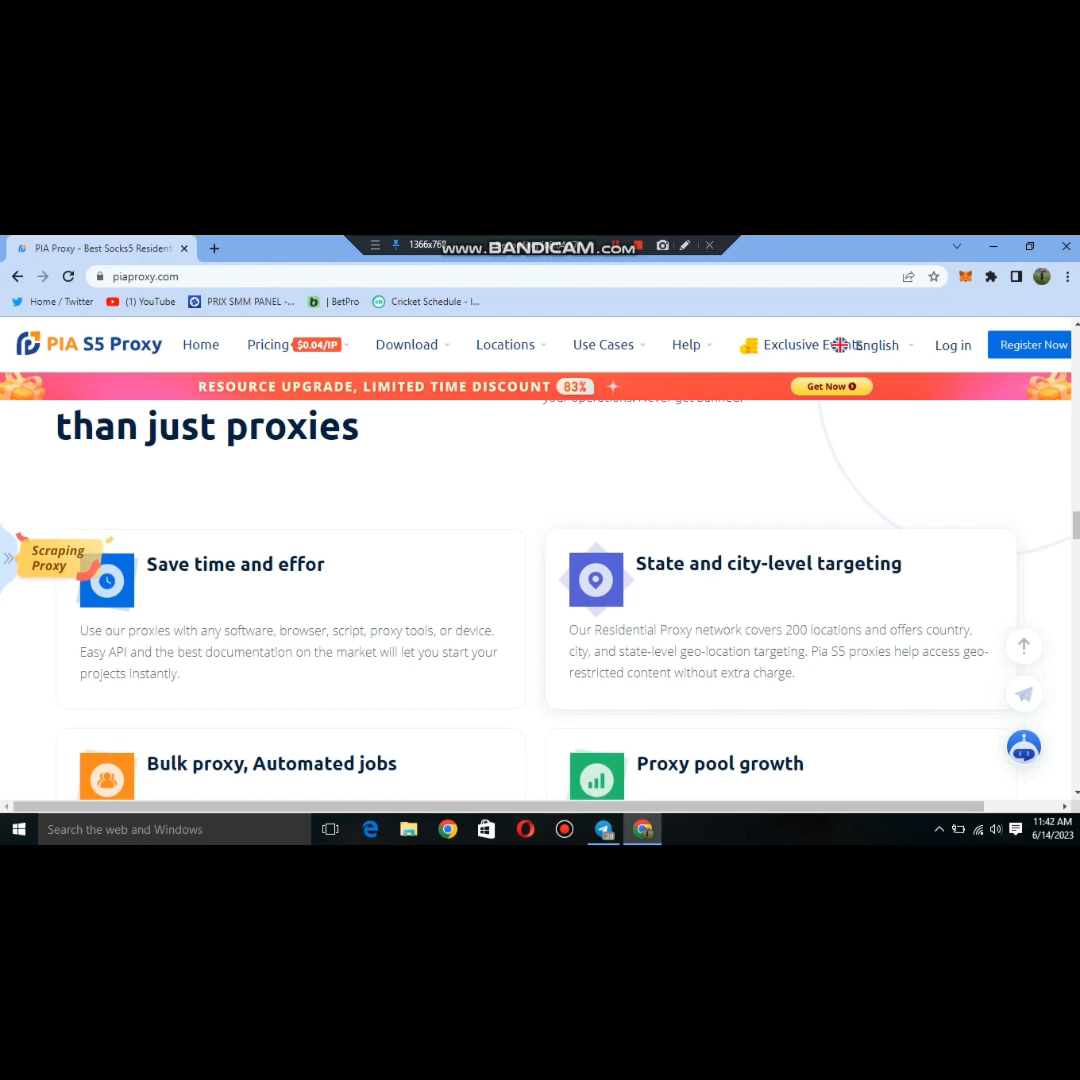 PIA Proxy - Best Socks5 Resident
1366x768
www.BANDICAM.com
piaproxy.com
Home / Twitter
(1) YouTube
PRIX SMM PANEL -...
| BetPro
Cricket Schedule - I...
PIA S5 Proxy
Home
Pricing
$0.04/IP
Download
Locations
Use Cases
Help
Exclusive Events
English
Log in
Register Now
RESOURCE UPGRADE, LIMITED TIME DISCOUNT 83%
Get Now
your operations. Never get banned.
than just proxies
Scraping
Proxy
Save time and effor
Use our proxies with any software, browser, script, proxy tools, or device.
Easy API and the best documentation on the market will let you start your
projects instantly.
State and city-level targeting
Our Residential Proxy network covers 200 locations and offers country,
city, and state-level geo-location targeting. Pia S5 proxies help access geo-
restricted content without extra charge.
Bulk proxy, Automated jobs
Proxy pool growth
Search the web and Windows
11:42 AM
6/14/2023